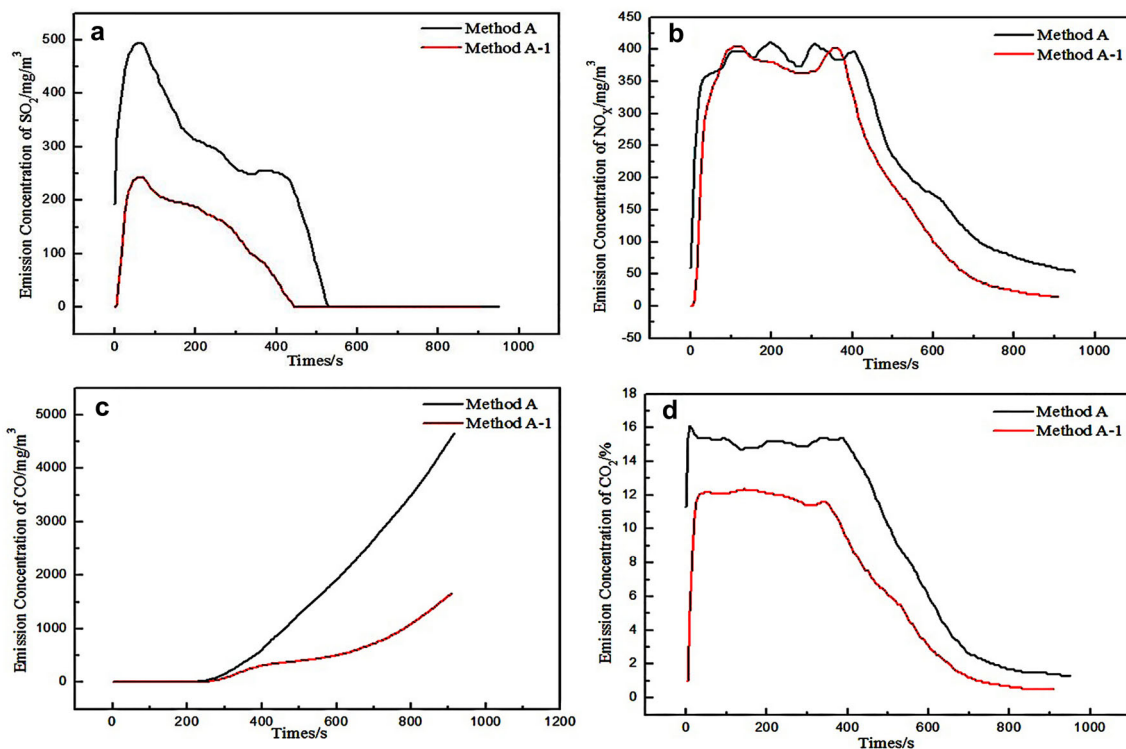 a
Method A
Method A-1
Emission Concentration of SO2/mg/m3
500
400
300
200
100
0
0 200 400 600 800 1000
Times/s
b
Method A
Method A-1
Emission Concentration of NOX/mg/m3
450
400
350
300
250
200
150
100
50
0
-50
0 200 400 600 800 1000
Times/s
c
Method A
Method A-1
Emission Concentration of CO/mg/m3
5000
4000
3000
2000
1000
0
0 200 400 600 800 1000 1200
Times/s
d
Method A
Method A-1
Emission Concentration of CO2/%
18
16
14
12
10
8
6
4
2
0
0 200 400 600 800 1000
Times/s